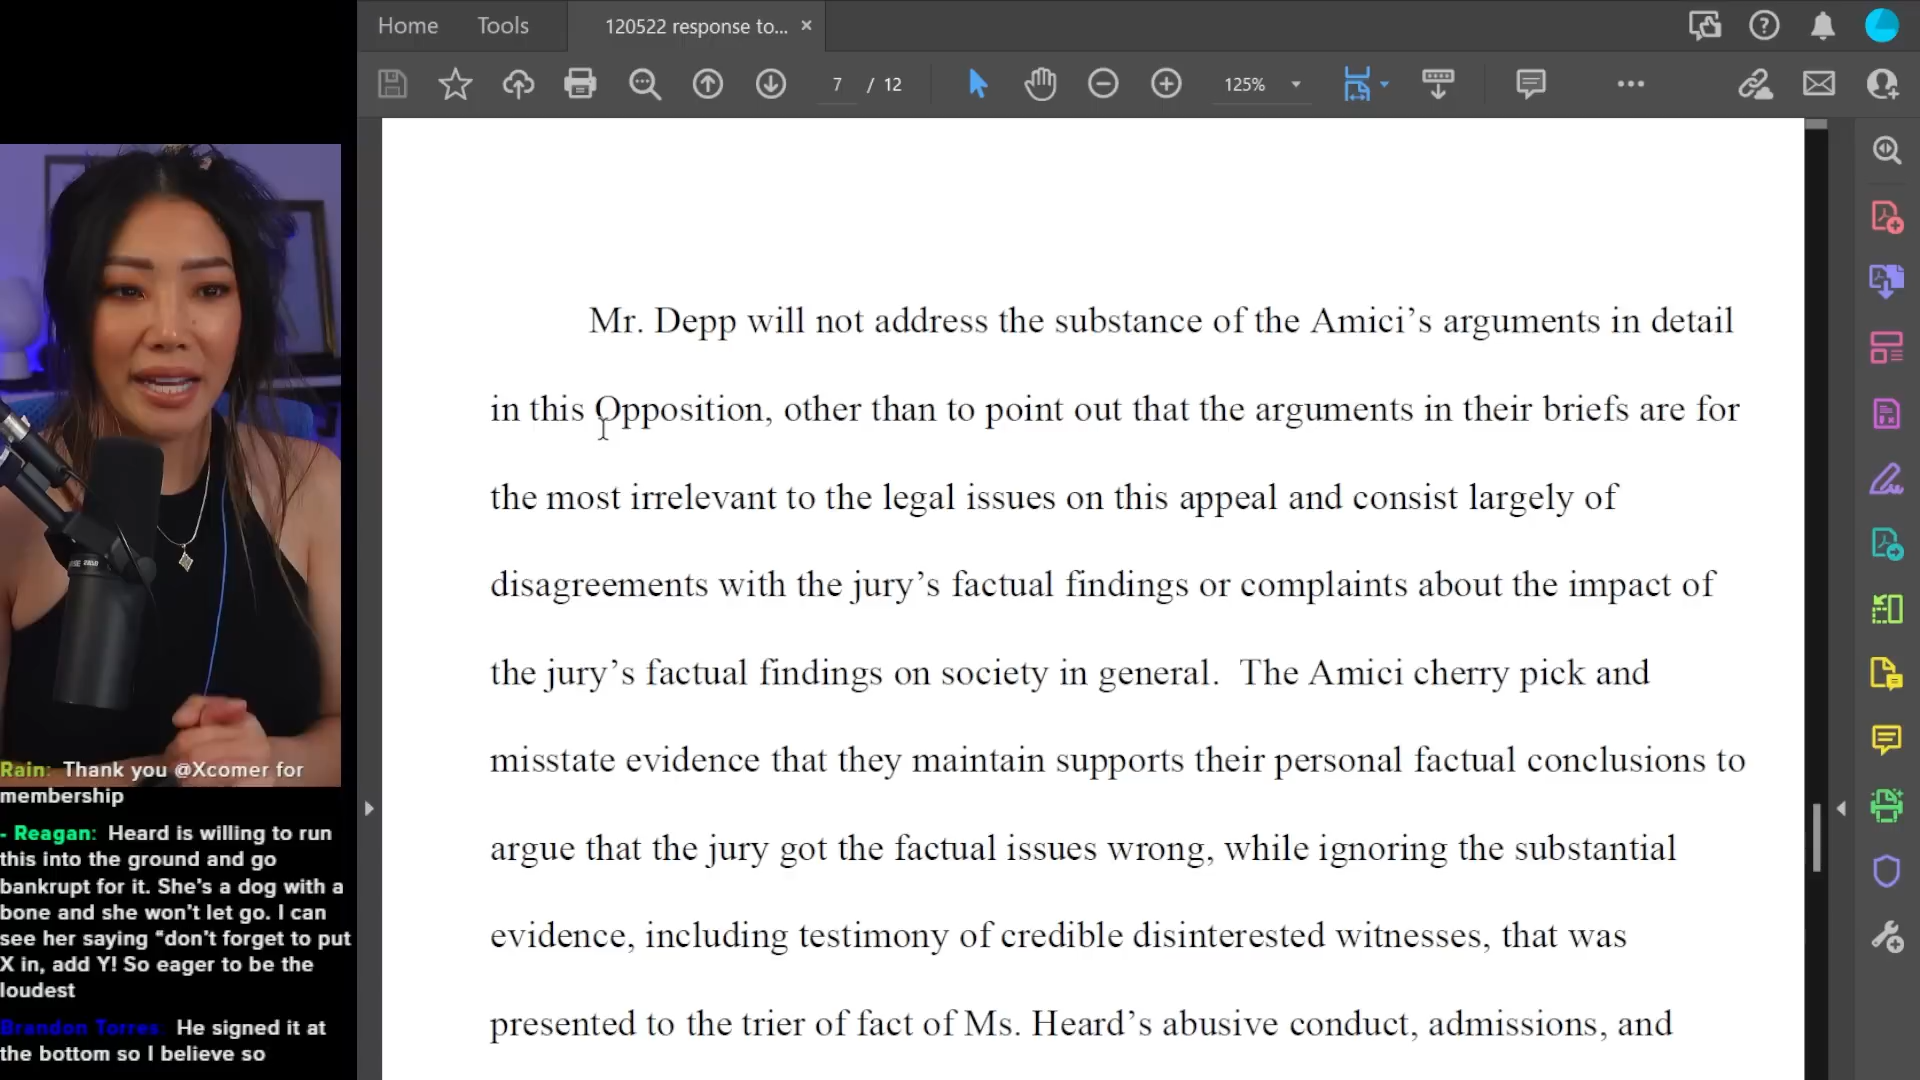 Home Tools 120522 response to... ×
7 / 12 125%
Mr. Depp will not address the substance of the Amici’s arguments in detail
in this Opposition, other than to point out that the arguments in their briefs are for
the most irrelevant to the legal issues on this appeal and consist largely of
disagreements with the jury’s factual findings or complaints about the impact of
the jury’s factual findings on society in general. The Amici cherry pick and
misstate evidence that they maintain supports their personal factual conclusions to
argue that the jury got the factual issues wrong, while ignoring the substantial
evidence, including testimony of credible disinterested witnesses, that was
presented to the trier of fact of Ms. Heard’s abusive conduct, admissions, and
Rain: Thank you @Xcomer for
membership
- Reagan: Heard is willing to run
this into the ground and go
bankrupt for it. She's a dog with a
bone and she won't let go. I can
see her saying “don't forget to put
X in, add Y! So eager to be the
loudest
Brandon Torres: He signed it at
the bottom so I believe so